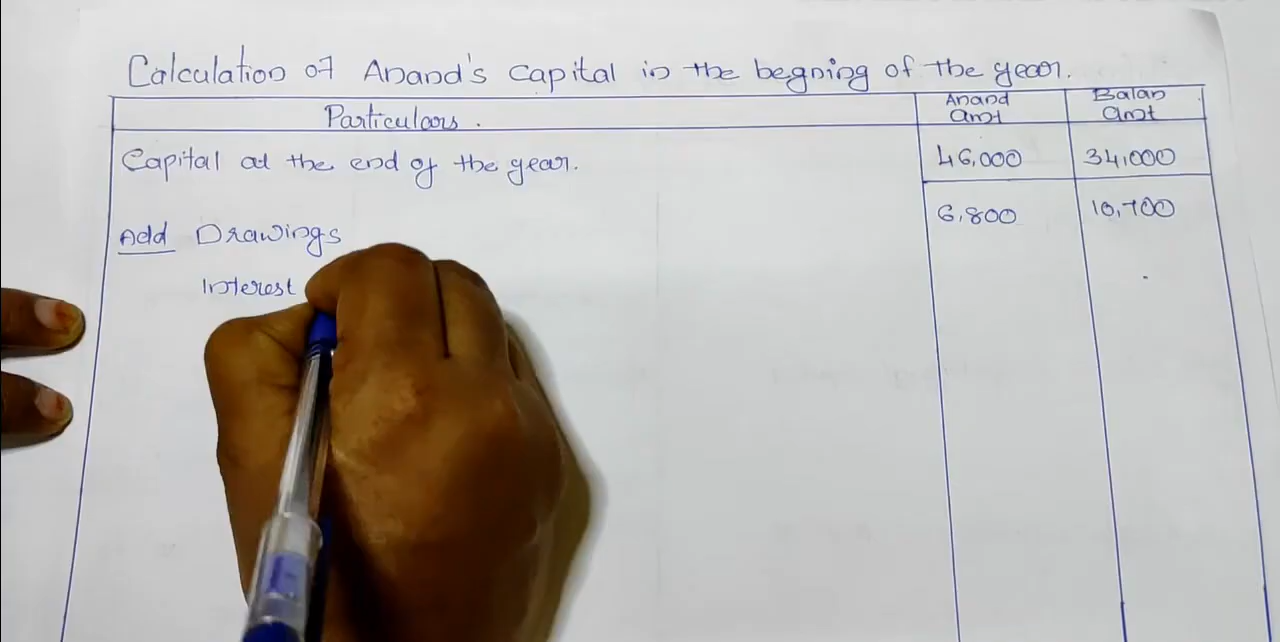 Calculation of Anand's Capital in the begning of the year.
Particulars. Anand Amt Balan Amt
Capital at the end of the year. 46,000 34,000
Add Drawings 6,800 10,700
Interest